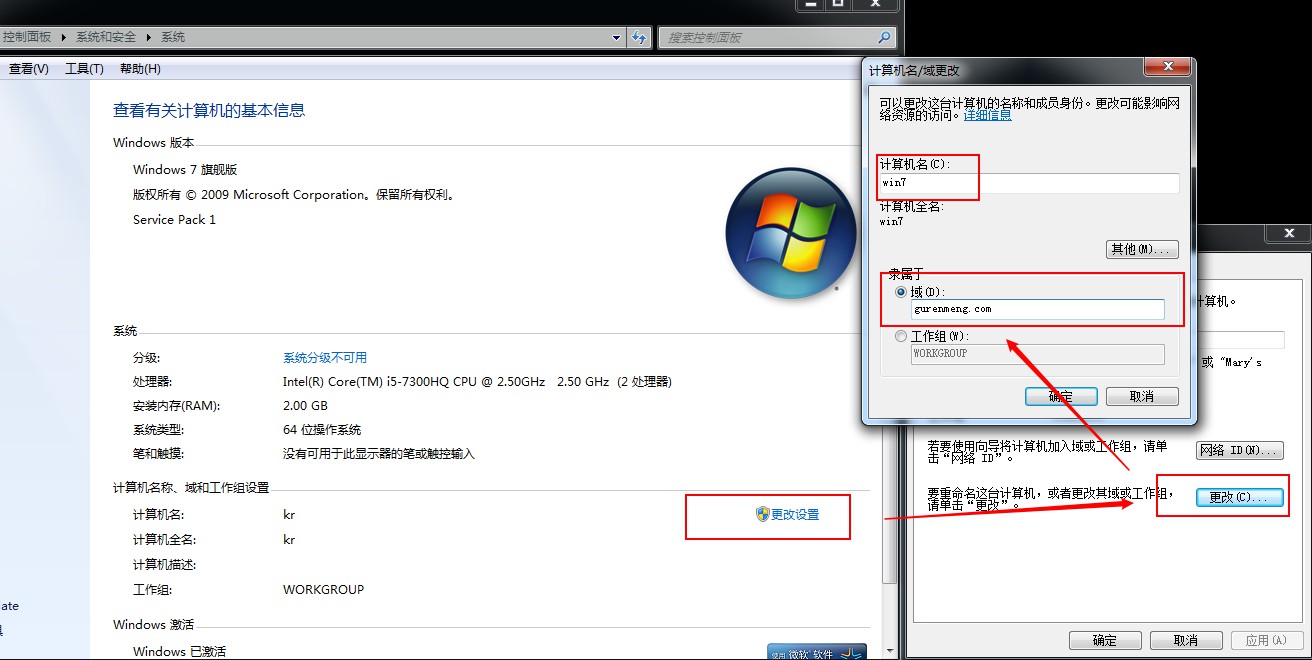 控制面板 ▸ 系统和安全 ▸ 系统
搜索控制面板
查看(V) 工具(T) 帮助(H)
查看有关计算机的基本信息
Windows 版本
Windows 7 旗舰版
版权所有 © 2009 Microsoft Corporation。保留所有权利。
Service Pack 1
系统
分级: 系统分级不可用
处理器: Intel(R) Core(TM) i5-7300HQ CPU @ 2.50GHz 2.50 GHz (2 处理器)
安装内存(RAM): 2.00 GB
系统类型: 64 位操作系统
笔和触摸: 没有可用于此显示器的笔或触控输入
计算机名称、域和工作组设置
计算机名: kr
更改设置
计算机全名: kr
计算机描述:
工作组: WORKGROUP
Windows 激活
Windows 已激活
使用 微软 软件
ate
计算机名/域更改
可以更改这台计算机的名称和成员身份。更改可能影响网
络资源的访问。详细信息
计算机名(C):
win7
计算机全名:
win7
其他(M)...
隶属于
域(D):
gurenmeng.com
工作组(W):
WORKGROUP
确定 取消
计算机。
或 “Mary's
若要使用向导将计算机加入域或工作组，请单
击“网络 ID”。
网络 ID(N)...
要重命名这台计算机，或者更改其域或工作组，
请单击“更改”。
更改(C)...
确定 取消 应用(A)